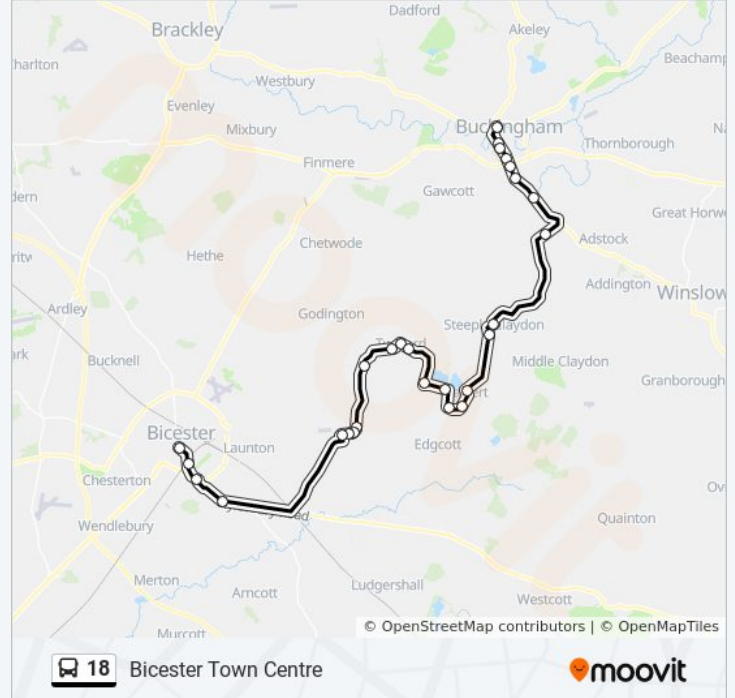 Dadford
Brackley
Akeley
Beachamp
harlton
Westbury
Evenley
Buckingham
Mixbury
Thornborough
Finmere
Gawcott
Great Horw
Chetwode
Adstock
Hethe
Addington
Winslow
Ardley
Godington
Steeple Claydon
Bucknell
Middle Claydon
Granborough
Bicester
Launton
Edgcott
Chesterton
Quainton
Wendlebury
Merton
Arncott
Ludgershall
Westcott
Murcott
© OpenStreetMap contributors | © OpenMapTiles
18 Bicester Town Centre
moovit